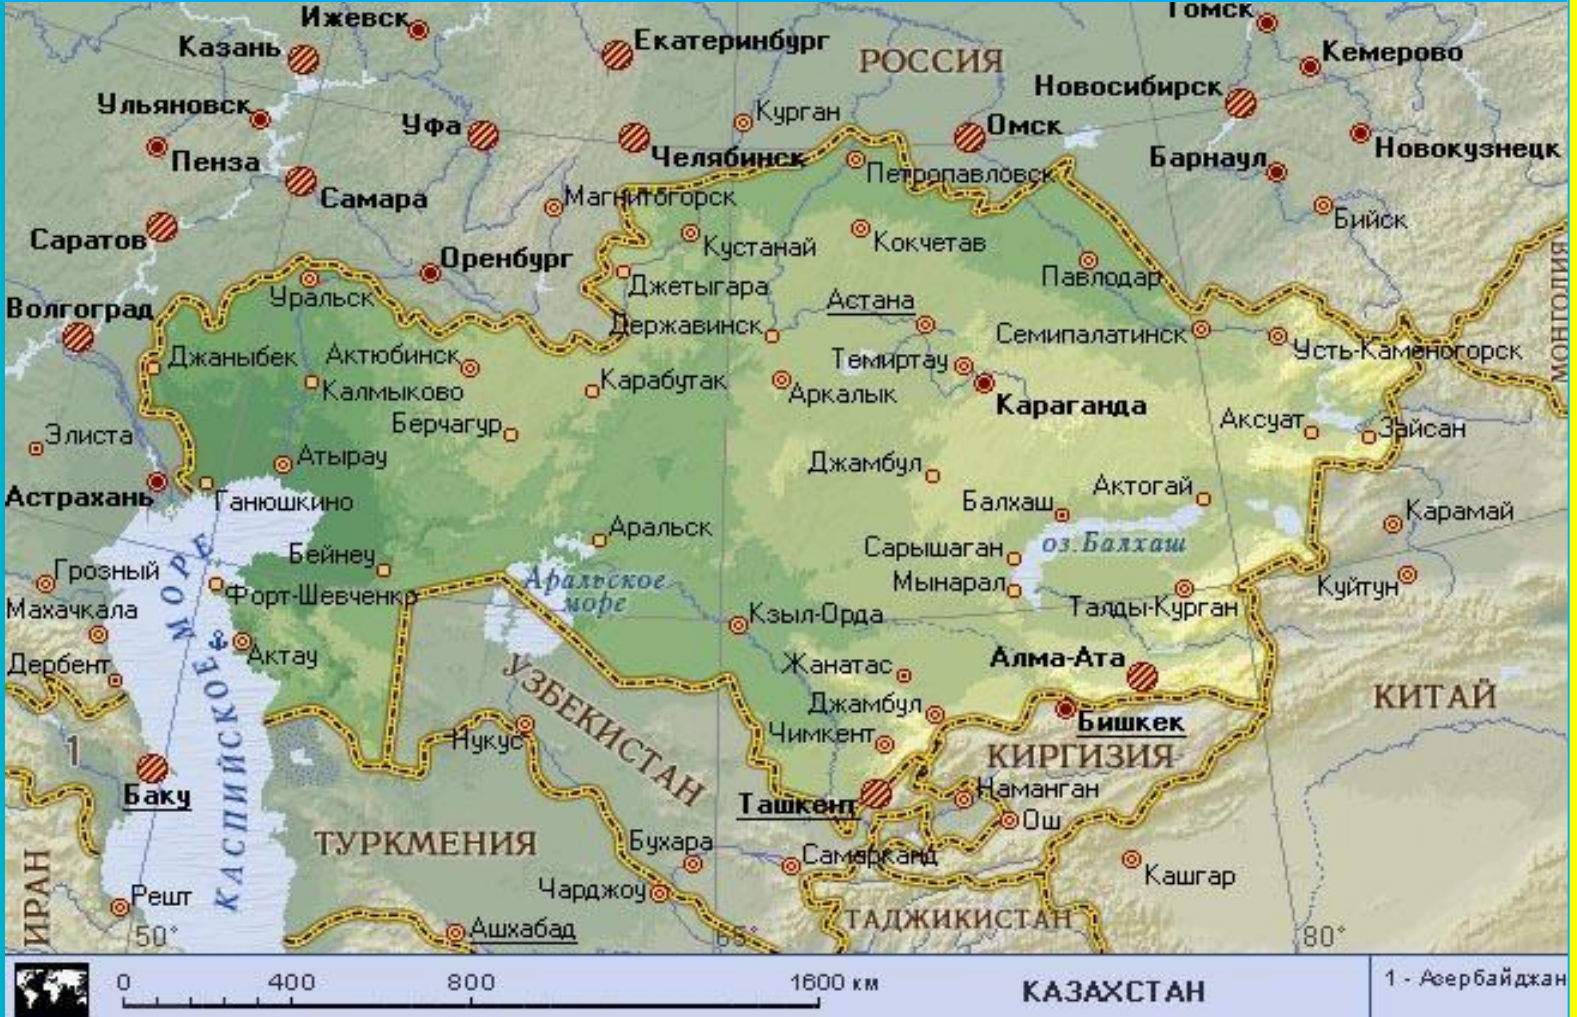 Ижевск
Томск
Казань
Екатеринбург
РОССИЯ
Кемерово
Новосибирск
Ульяновск
Курган
Уфа
Омск
Новокузнецк
Пенза
Челябинск
Барнаул
Петропавловск
Самара
Магнитогорск
Бийск
Саратов
Кустанай
Кокчетав
Оренбург
Павлодар
МОНГОЛИЯ
Уральск
Джетыгара
Астана
Волгоград
Державинск
Семипалатинск
Джаныбек
Актюбинск
Темиртау
Усть-Каменогорск
Калмыково
Карабутак
Аркалык
Караганда
Берчагур
Аксуат
Зайсан
Элиста
Атырау
Джамбул
Астрахань
Ганюшкино
Балхаш
Актогай
Карамай
Аральск
Бейнеу
Сарышаган
оз.Балхаш
Грозный
Аральское
море
Мынарал
Куйтун
Махачкала
Форт-Шевченко
Кзыл-Орда
Талды-Курган
Дербент
Актау
КАСПИЙСКОЕ МОРЕ
УЗБЕКИСТАН
Жанатас
Алма-Ата
КИТАЙ
Джамбул
Бишкек
Нукус
Чимкент
КИРГИЗИЯ
1
Баку
Ташкент
Наманган
Ош
ТУРКМЕНИЯ
Бухара
Самарканд
Кашгар
ИРАН
Решт
Чарджоу
Ашхабад
ТАДЖИКИСТАН
50°
65°
80°
0 400 800 1600 км
КАЗАХСТАН
1 - Азербайджан